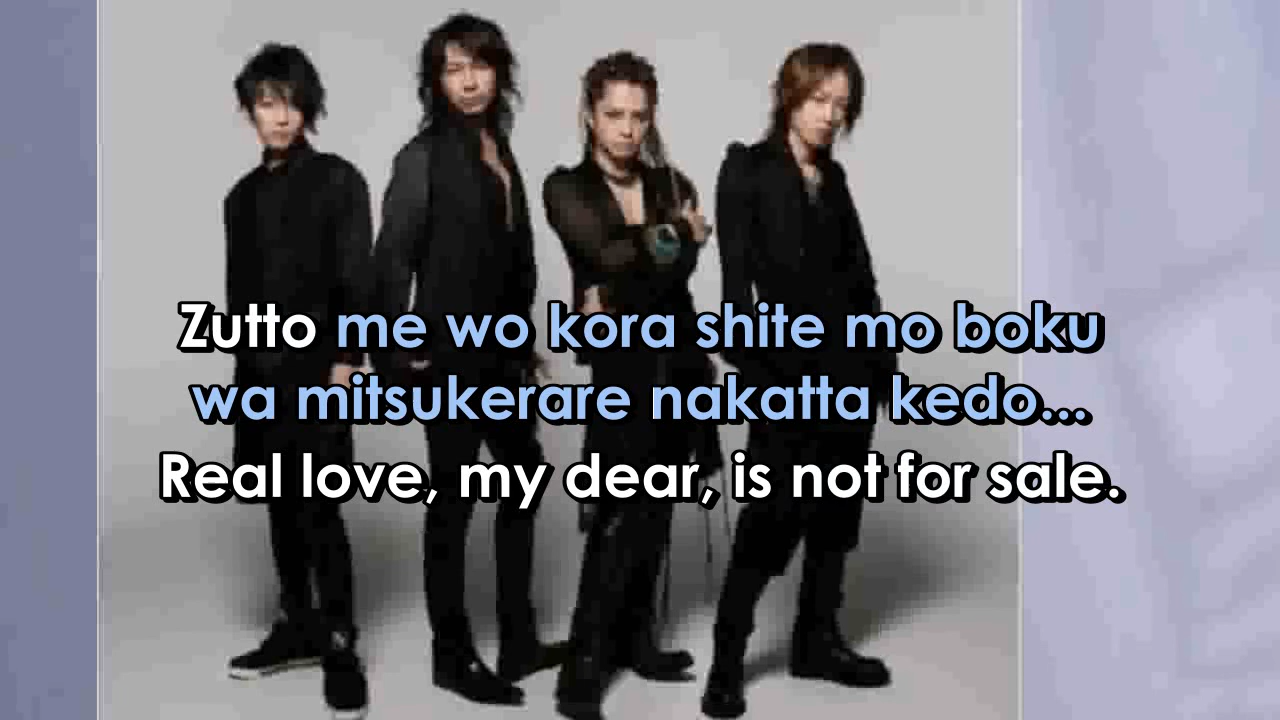 Zutto me wo kora shite mo boku
wa mitsukerare nakatta kedo...
Real love, my dear, is not for sale.